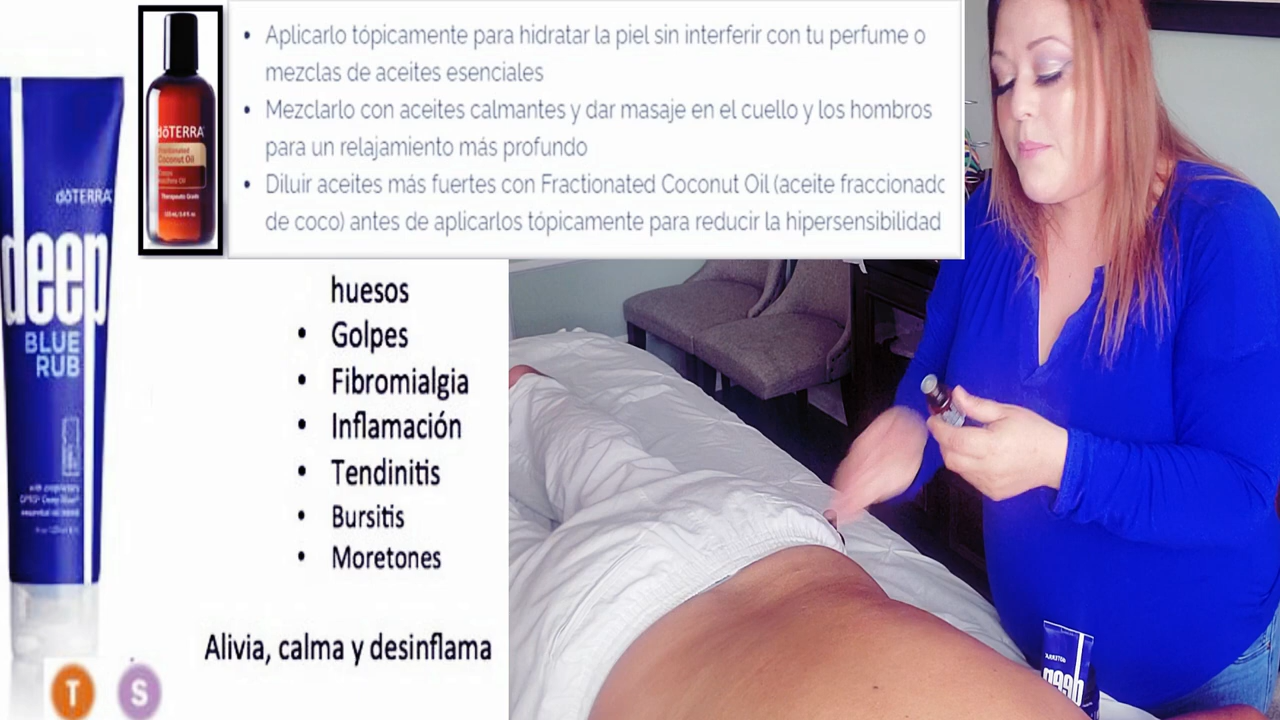 • Aplicarlo tópicamente para hidratar la piel sin interferir con tu perfume o
mezclas de aceites esenciales
• Mezclarlo con aceites calmantes y dar masaje en el cuello y los hombros
para un relajamiento más profundo
• Diluir aceites más fuertes con Fractionated Coconut Oil (aceite fraccionado
de coco) antes de aplicarlos tópicamente para reducir la hipersensibilidad
dōTERRA
Fractionated
Coconut Oil
dōTERRA
deep
BLUE
RUB
huesos
• Golpes
• Fibromialgia
• Inflamación
• Tendinitis
• Bursitis
• Moretones
Alivia, calma y desinflama
T S
deep